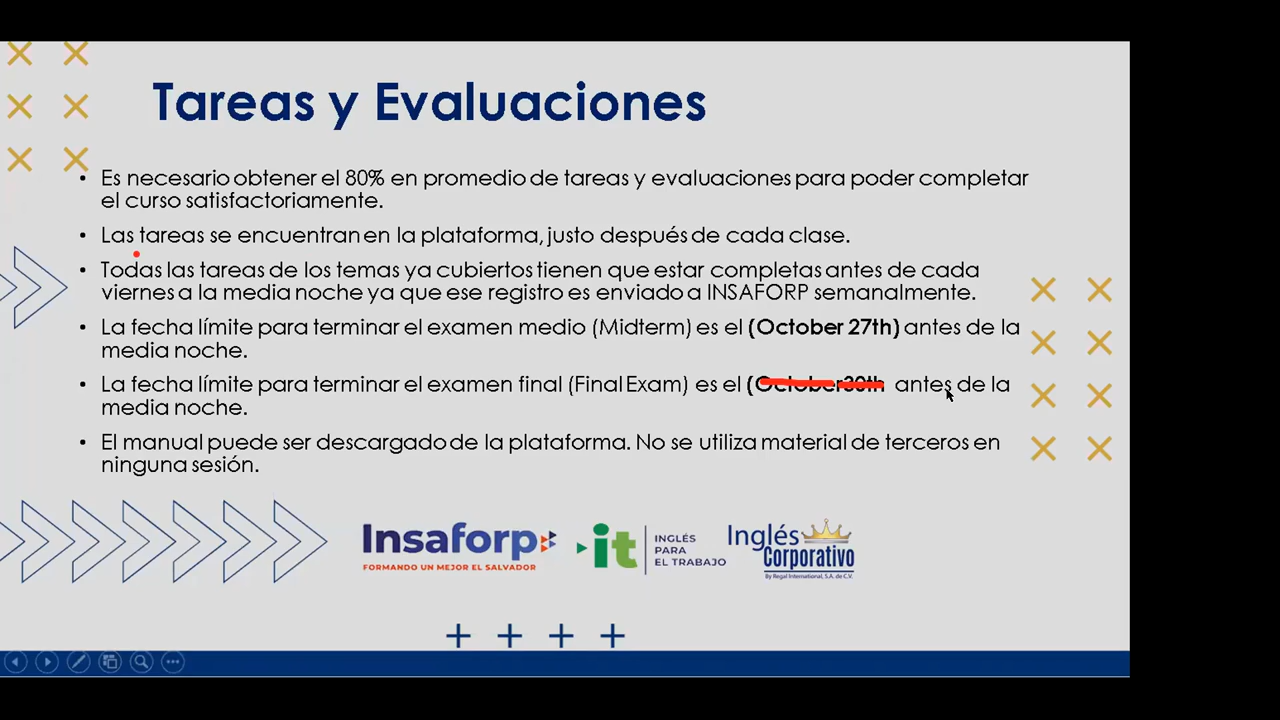 Tareas y Evaluaciones
• Es necesario obtener el 80% en promedio de tareas y evaluaciones para poder completar
el curso satisfactoriamente.
• Las tareas se encuentran en la plataforma, justo después de cada clase.
• Todas las tareas de los temas ya cubiertos tienen que estar completas antes de cada
viernes a la media noche ya que ese registro es enviado a INSAFORP semanalmente.
• La fecha límite para terminar el examen medio (Midterm) es el (October 27th) antes de la
media noche.
• La fecha límite para terminar el examen final (Final Exam) es el (October 30th antes de la
media noche.
• El manual puede ser descargado de la plataforma. No se utiliza material de terceros en
ninguna sesión.
Insaforp
FORMANDO UN MEJOR EL SALVADOR
it
INGLÉS
PARA
EL TRABAJO
Inglés
Corporativo
By Regal International, S.A. de C.V.